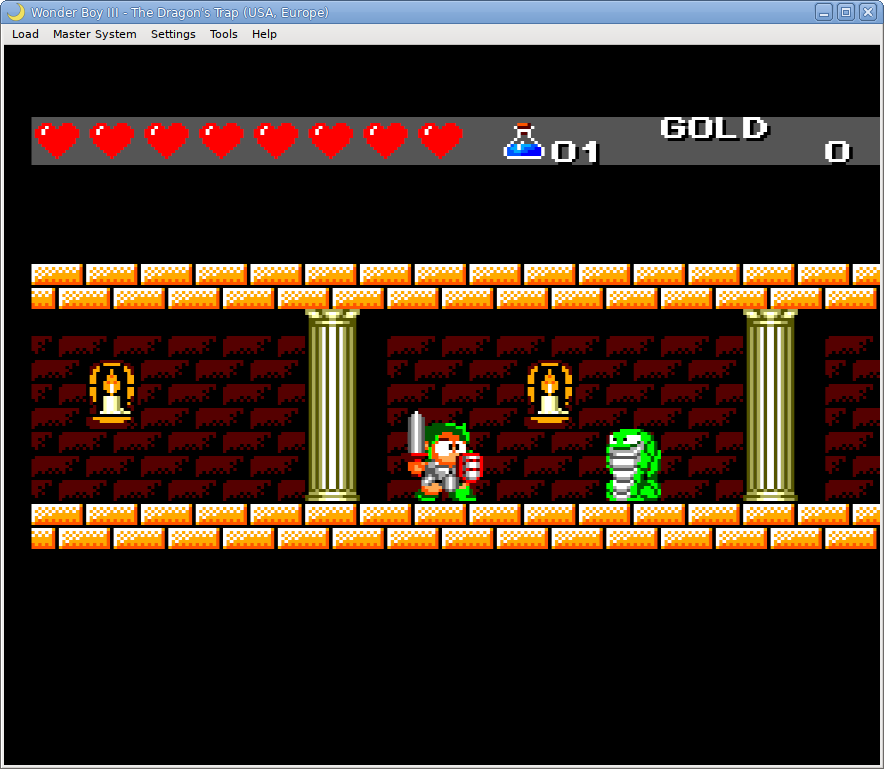 Wonder Boy III - The Dragon's Trap (USA, Europe)
Load Master System Settings Tools Help
GOLD
01 0